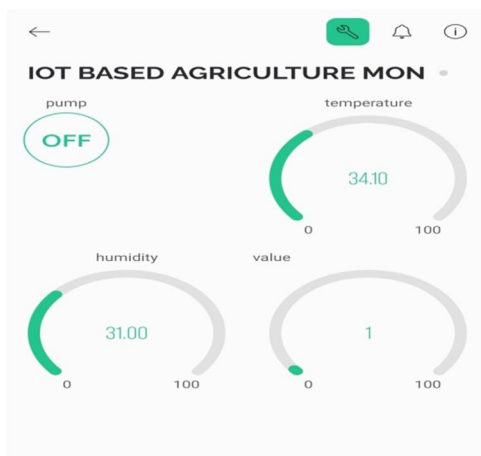 IOT BASED AGRICULTURE MON
pump
OFF
temperature
34.10
0 100
humidity
31.00
0 100
value
1
0 100